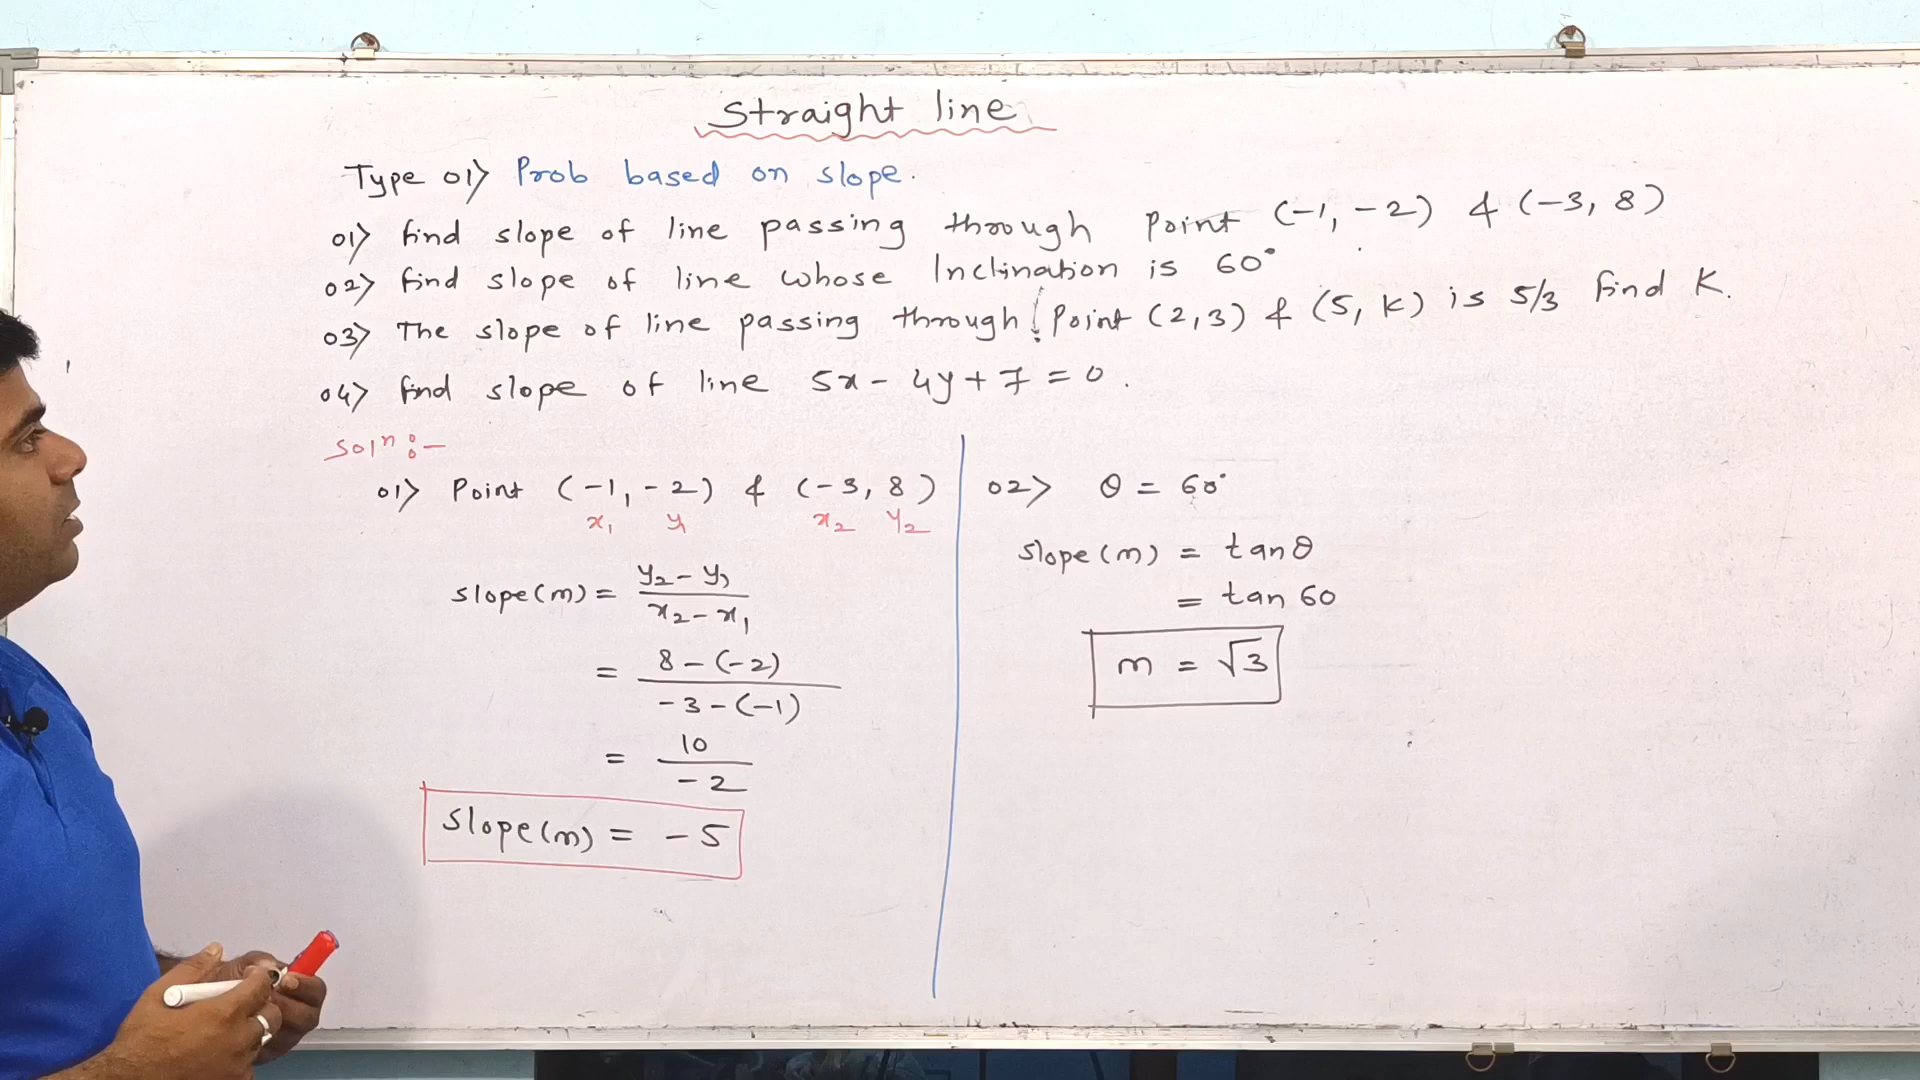 Straight line
Type 01> Prob based on slope.
01> find slope of line passing through point (-1, -2) & (-3, 8)
02> find slope of line whose Inclination is 60°
03> The slope of line passing through point (2,3) & (5, K) is 5/3 find K.
04> find slope of line 5x - 4y + 7 = 0.
Soln:-
01> Point (-1, -2) & (-3, 8)
x₁ y₁ x₂ y₂
slope(m) = (y₂ - y₁)/(x₂ - x₁)
= (8 - (-2))/(-3 - (-1))
= 10/-2
slope(m) = -5
02> θ = 60°
slope(m) = tanθ
= tan 60
m = √3